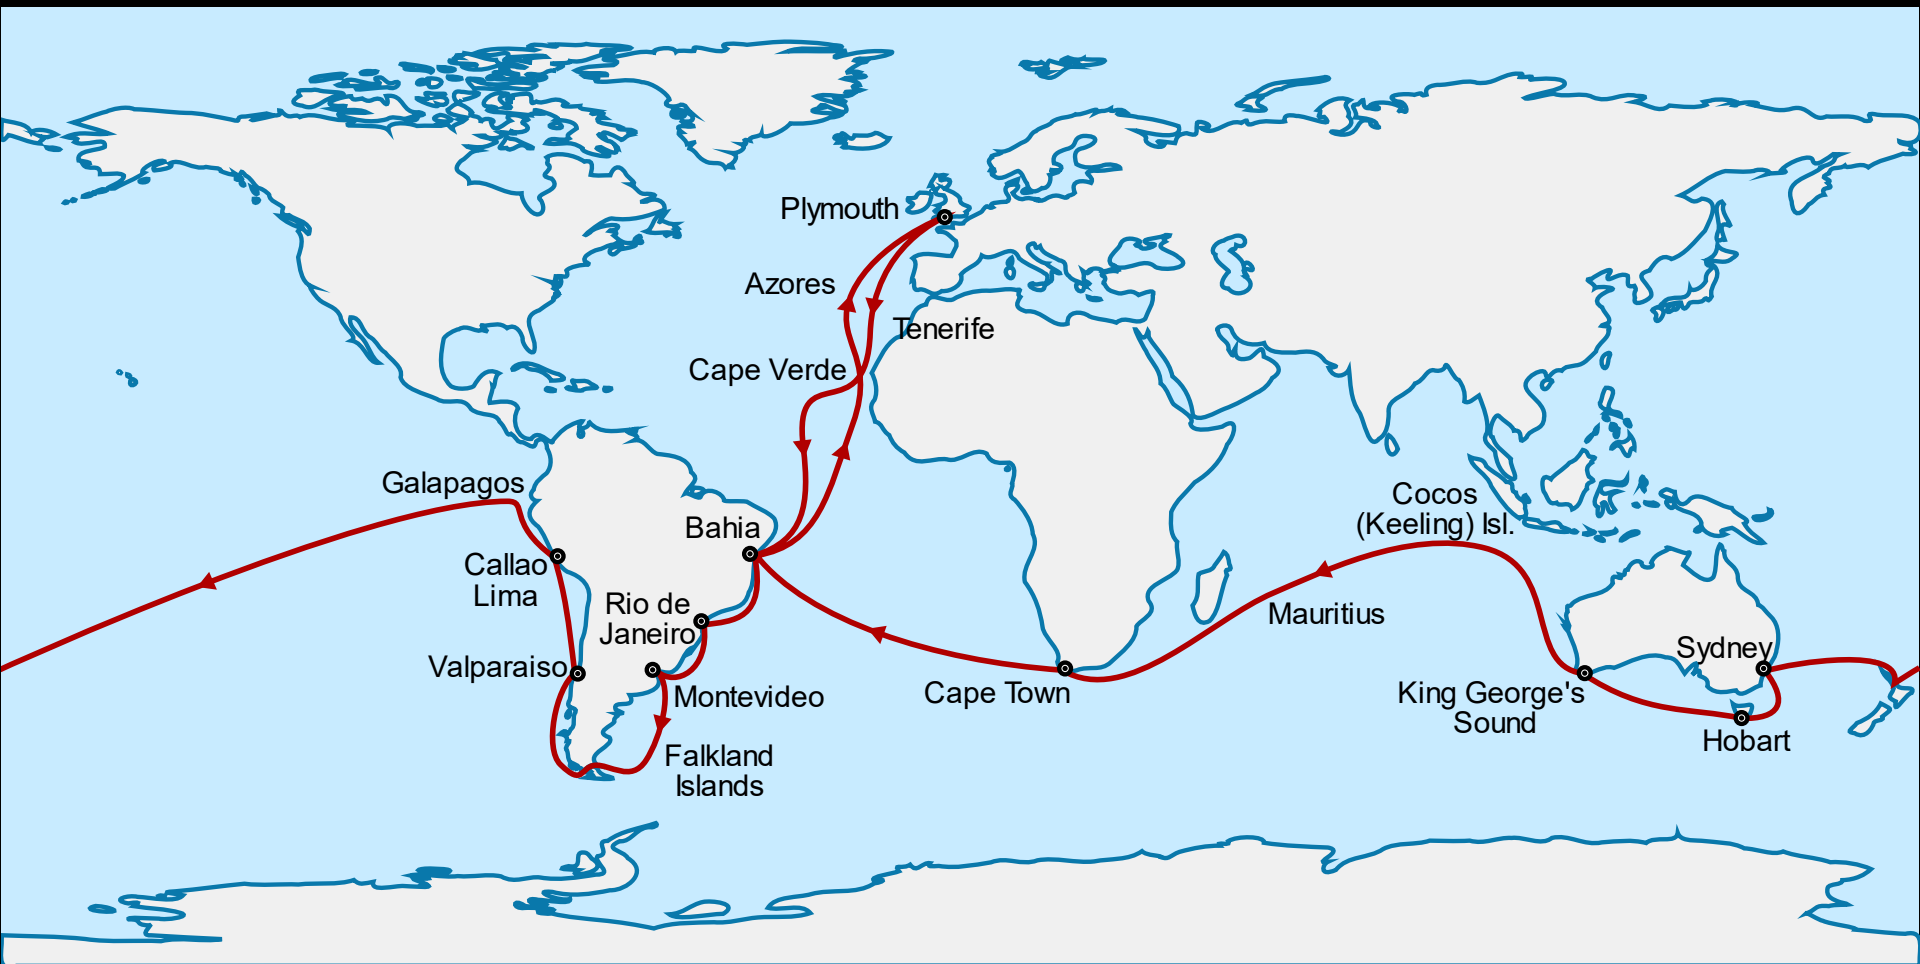 Plymouth
Azores
Tenerife
Cape Verde
Galapagos
Cocos
(Keeling) Isl.
Bahia
Callao
Lima
Rio de
Janeiro
Mauritius
Sydney
Valparaiso
Montevideo
Cape Town
King George's
Sound
Hobart
Falkland
Islands